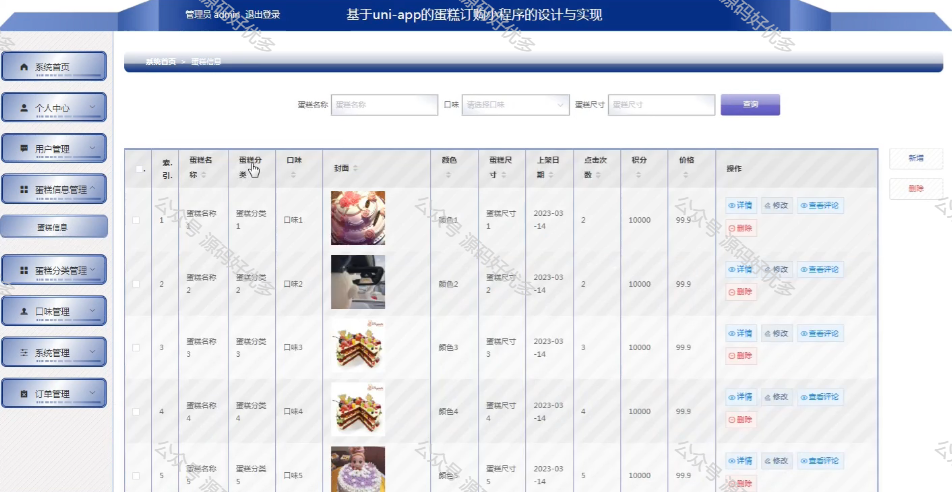 管理员 admin 退出登录
基于uni-app的蛋糕订购小程序的设计与实现
系统首页
个人中心
用户管理
蛋糕信息管理
蛋糕信息
蛋糕分类管理
口味管理
系统管理
订单管理
系统首页 蛋糕信息
蛋糕名称 蛋糕名称 口味 请选择口味 蛋糕尺寸 蛋糕尺寸 查询
新增
删除
索引 蛋糕名称 蛋糕分类 口味 封面 颜色 蛋糕尺寸 上架日期 点击次数 积分 价格 操作
1 蛋糕名称1 蛋糕分类1 口味1 颜色1 蛋糕尺寸1 2023-03-14 2 10000 99.9 详情 修改 查看评论 删除
2 蛋糕名称2 蛋糕分类2 口味2 颜色2 蛋糕尺寸2 2023-03-14 2 10000 99.9 详情 修改 查看评论 删除
3 蛋糕名称3 蛋糕分类3 口味3 颜色3 蛋糕尺寸3 2023-03-14 3 10000 99.9 详情 修改 查看评论 删除
4 蛋糕名称4 蛋糕分类4 口味4 颜色4 蛋糕尺寸4 2023-03-14 4 10000 99.9 详情 修改 查看评论 删除
5 蛋糕名称5 蛋糕分类5 口味5 颜色5 蛋糕尺寸5 2023-03-14 5 10000 99.9 详情 修改 查看评论 删除
公众号 源码好优多